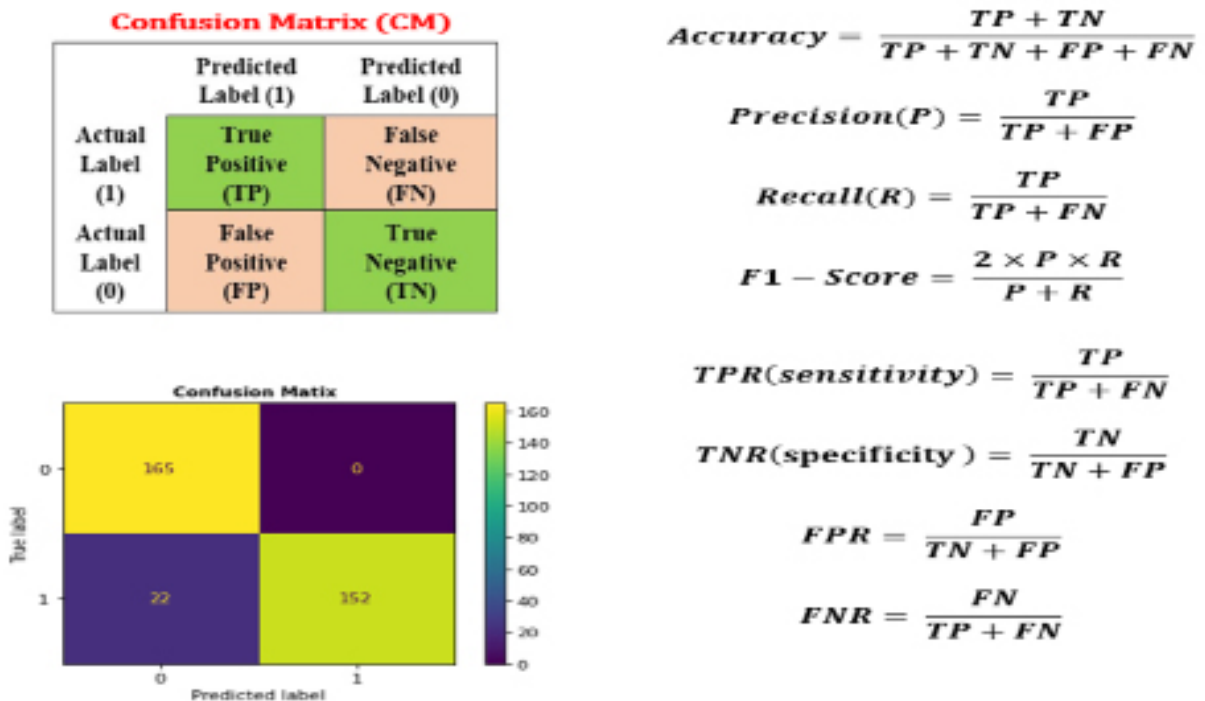 Confusion Matrix (CM)
Predicted Label (1)
Predicted Label (0)
Actual Label (1)
True Positive (TP)
False Negative (FN)
Actual Label (0)
False Positive (FP)
True Negative (TN)
Accuracy = (TP + TN) / (TP + TN + FP + FN)
Precision(P) = TP / (TP + FP)
Recall(R) = TP / (TP + FN)
F1 − Score = (2 × P × R) / (P + R)
TPR(sensitivity) = TP / (TP + FN)
TNR(specificity ) = TN / (TN + FP)
FPR = FP / (TN + FP)
FNR = FN / (TP + FN)
Confusion Matix
True label
0
1
165
0
22
152
0
1
Predicted label
160
140
120
100
80
60
40
20
0